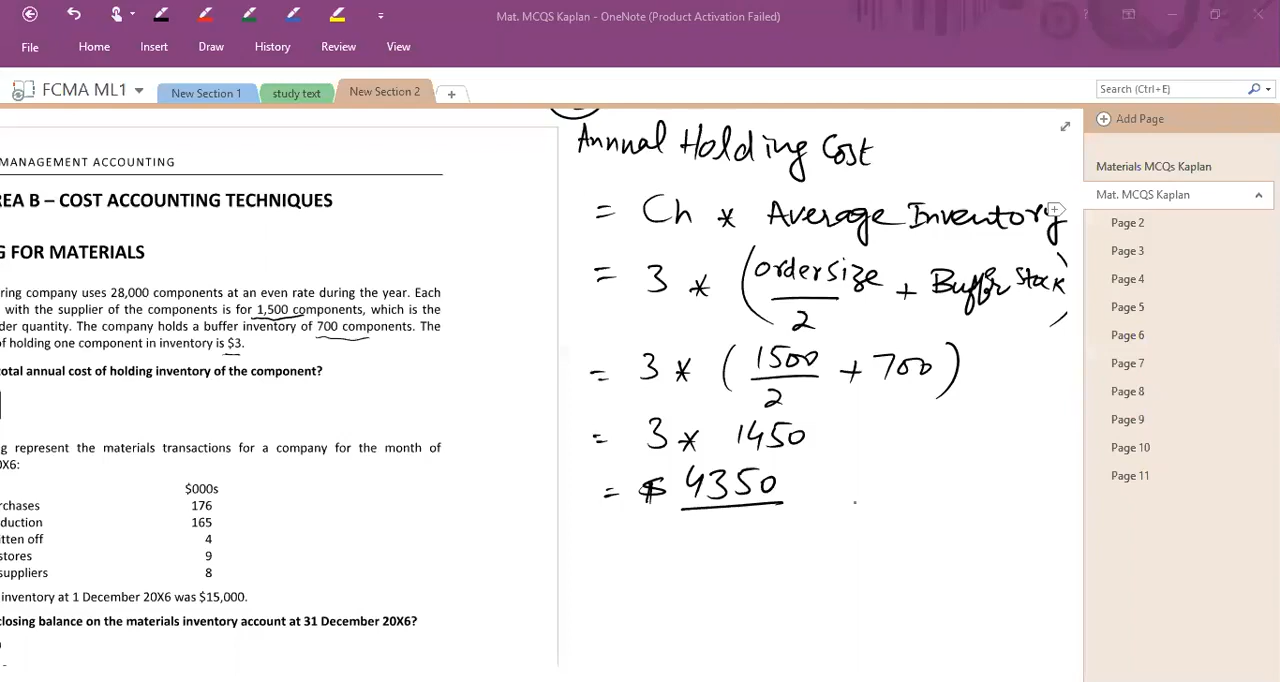 Mat. MCQS Kaplan - OneNote (Product Activation Failed)
File Home Insert Draw History Review View
FCMA ML1 New Section 1 study text New Section 2
Search (Ctrl+E)
MANAGEMENT ACCOUNTING
REA B – COST ACCOUNTING TECHNIQUES
G FOR MATERIALS
ring company uses 28,000 components at an even rate during the year. Each
with the supplier of the components is for 1,500 components, which is the
der quantity. The company holds a buffer inventory of 700 components. The
of holding one component in inventory is $3.
total annual cost of holding inventory of the component?
ng represent the materials transactions for a company for the month of
20X6:
$000s
rchases 176
duction 165
itten off 4
stores 9
suppliers 8
inventory at 1 December 20X6 was $15,000.
closing balance on the materials inventory account at 31 December 20X6?
Annual Holding Cost
= Ch * Average Inventory
= 3 * (order size / 2 + Buffer Stock)
= 3 * (1500 / 2 + 700)
= 3 * 1450
= $ 4350
Add Page
Materials MCQs Kaplan
Mat. MCQS Kaplan
Page 2
Page 3
Page 4
Page 5
Page 6
Page 7
Page 8
Page 9
Page 10
Page 11